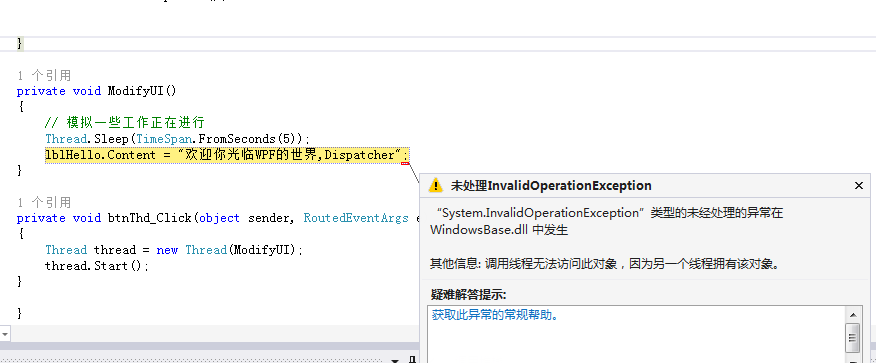 }
1 个引用
private void ModifyUI()
{
// 模拟一些工作正在进行
Thread.Sleep(TimeSpan.FromSeconds(5));
lblHello.Content = "欢迎你光临WPF的世界,Dispatcher";
}
1 个引用
private void btnThd_Click(object sender, RoutedEventArgs e
{
Thread thread = new Thread(ModifyUI);
thread.Start();
}
}
未处理InvalidOperationException
“System.InvalidOperationException”类型的未经处理的异常在
WindowsBase.dll 中发生
其他信息: 调用线程无法访问此对象，因为另一个线程拥有该对象。
疑难解答提示:
获取此异常的常规帮助。